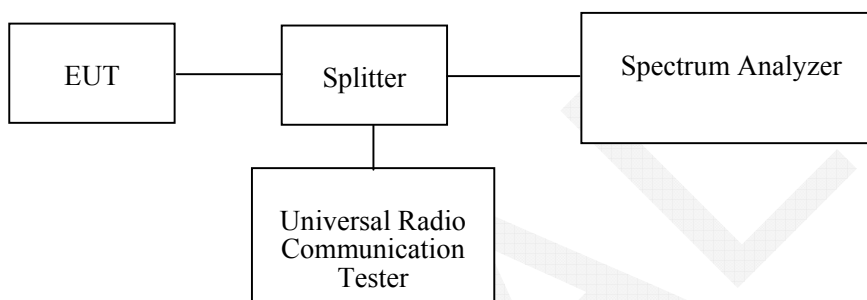 EUT
Splitter
Spectrum Analyzer
Universal Radio
Communication
Tester